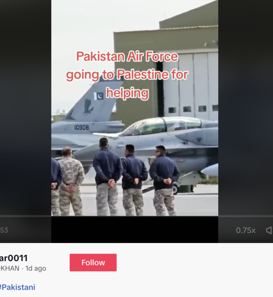 Pakistan Air Force
going to Palestine for
helping
10908
53
0.75x
ar0011
KHAN · 1d ago
Follow
#Pakistani